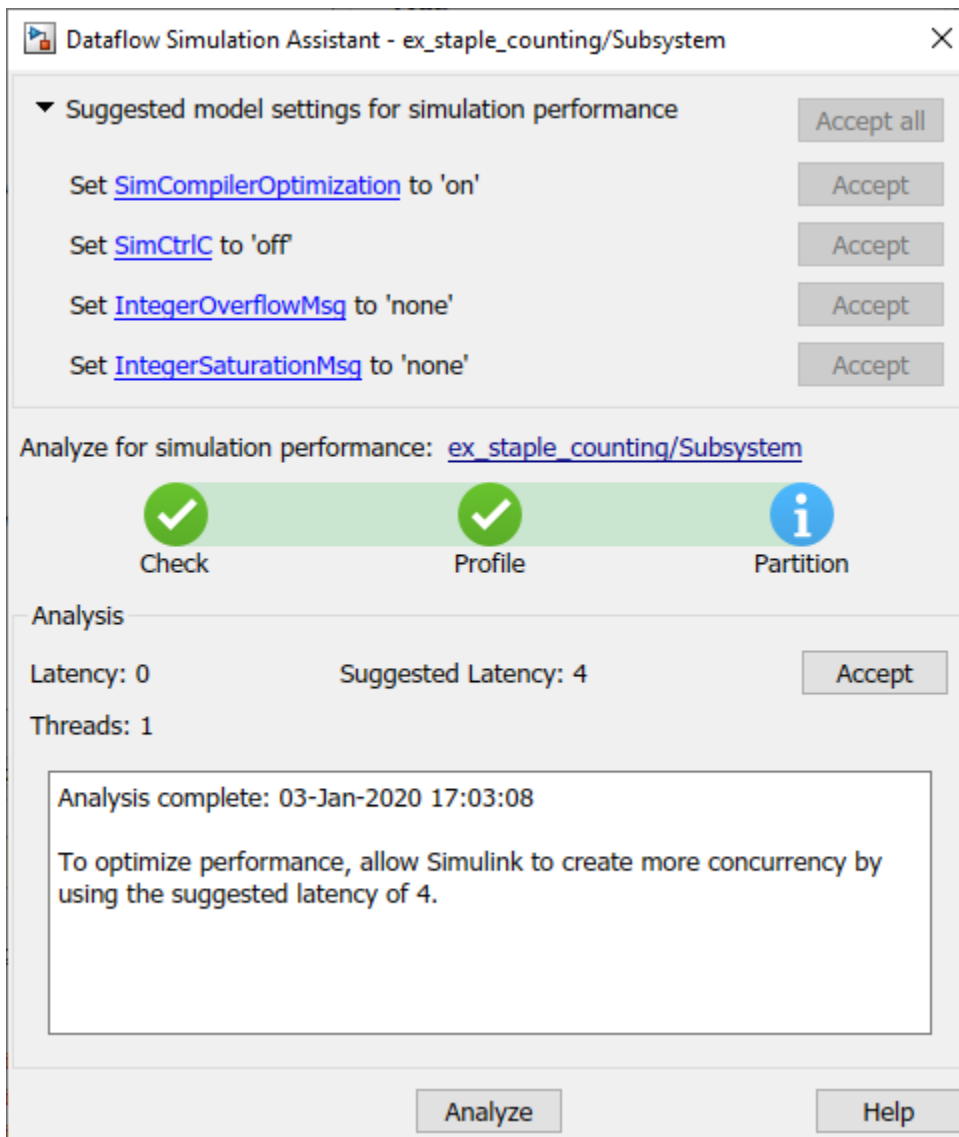 Dataflow Simulation Assistant - ex_staple_counting/Subsystem
Suggested model settings for simulation performance
Accept all
Set SimCompilerOptimization to 'on'
Accept
Set SimCtrlC to 'off'
Accept
Set IntegerOverflowMsg to 'none'
Accept
Set IntegerSaturationMsg to 'none'
Accept
Analyze for simulation performance: ex_staple_counting/Subsystem
Check
Profile
Partition
Analysis
Latency: 0
Suggested Latency: 4
Accept
Threads: 1
Analysis complete: 03-Jan-2020 17:03:08
To optimize performance, allow Simulink to create more concurrency by
using the suggested latency of 4.
Analyze
Help